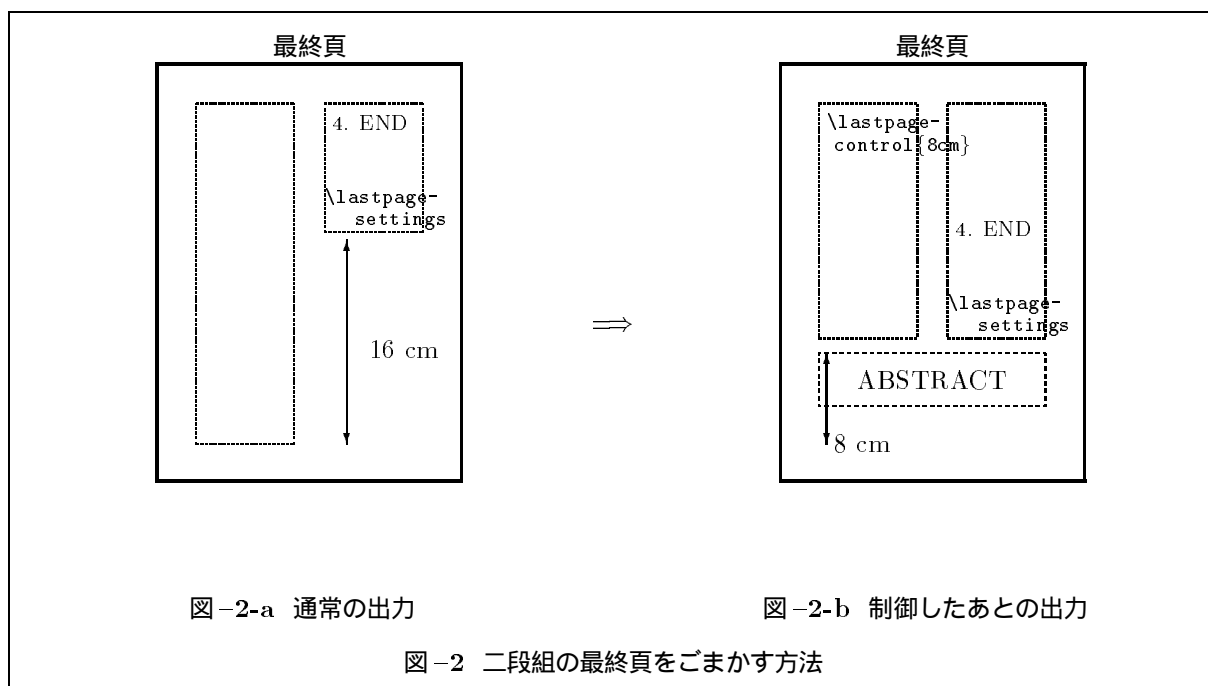 最終頁
4. END
\lastpage-
settings
16 cm
⟹
最終頁
\lastpage-
control{8cm}
4. END
\lastpage-
settings
ABSTRACT
8 cm
図–2-a 通常の出力
図–2-b 制御したあとの出力
図–2 二段組の最終頁をごまかす方法